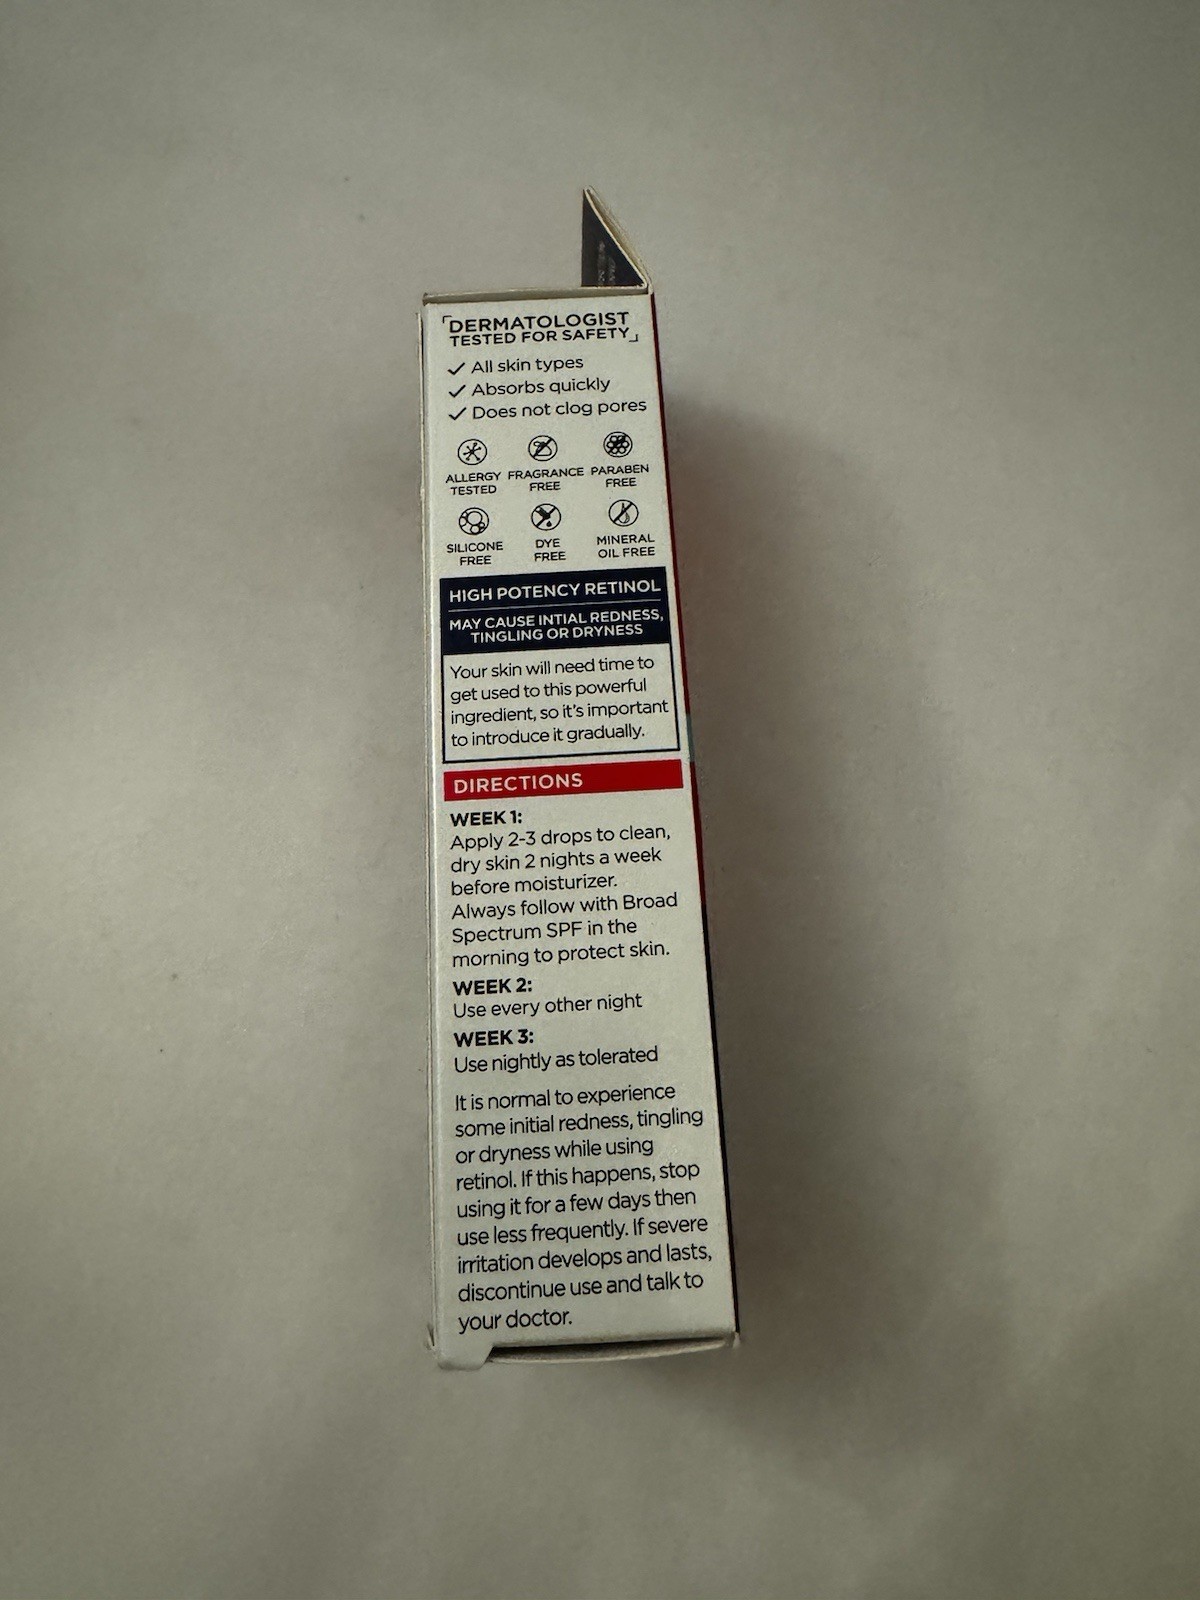 DERMATOLOGIST
TESTED FOR SAFETY
All skin types
Absorbs quickly
Does not clog pores
ALLERGY TESTED
FRAGRANCE FREE
PARABEN FREE
SILICONE FREE
DYE FREE
MINERAL OIL FREE
HIGH POTENCY RETINOL
MAY CAUSE INTIAL REDNESS,
TINGLING OR DRYNESS
Your skin will need time to
get used to this powerful
ingredient, so it's important
to introduce it gradually.
DIRECTIONS
WEEK 1:
Apply 2-3 drops to clean,
dry skin 2 nights a week
before moisturizer.
Always follow with Broad
Spectrum SPF in the
morning to protect skin.
WEEK 2:
Use every other night
WEEK 3:
Use nightly as tolerated
It is normal to experience
some initial redness, tingling
or dryness while using
retinol. If this happens, stop
using it for a few days then
use less frequently. If severe
irritation develops and lasts,
discontinue use and talk to
your doctor.